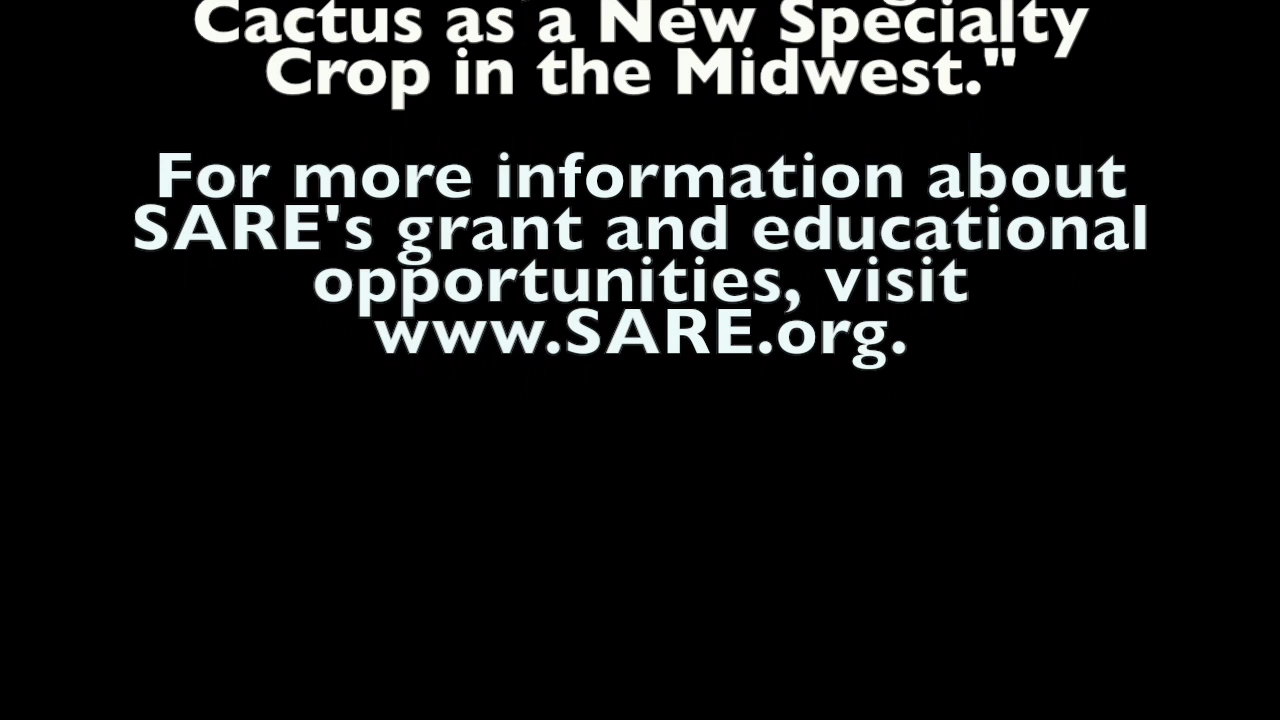 Cactus as a New Specialty
Crop in the Midwest."
For more information about
SARE's grant and educational
opportunities, visit
www.SARE.org.